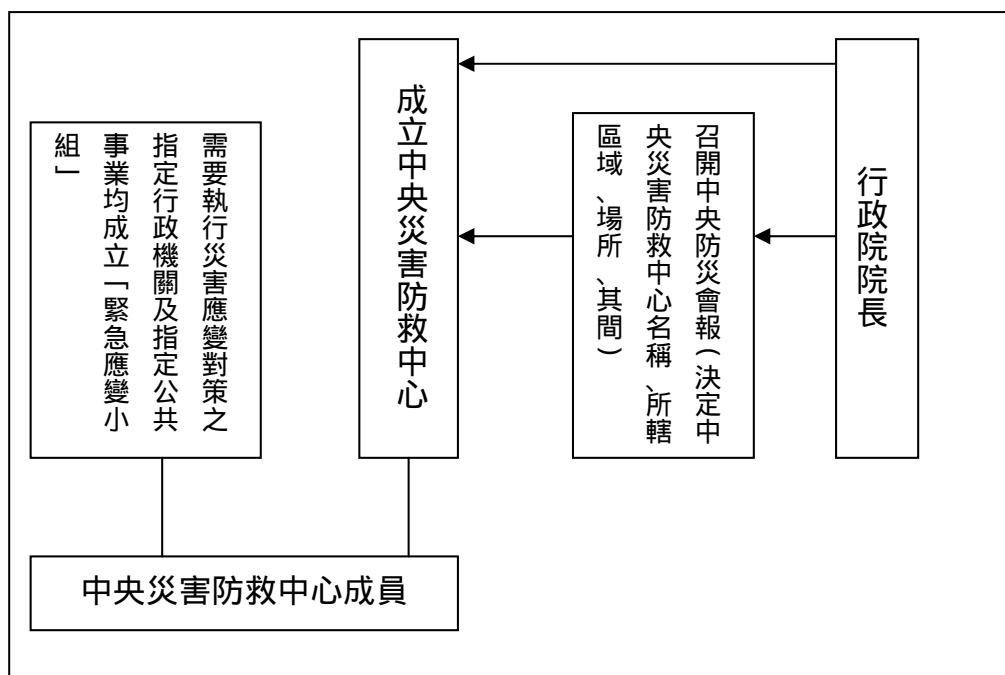 行政院院長
召開中央防災會報(決定中
央災害防救中心名稱、所轄
區域、場所、其間)
成立中央災害防救中心
需要執行災害應變對策之
指定行政機關及指定公共
事業均成立「緊急應變小
組」
中央災害防救中心成員